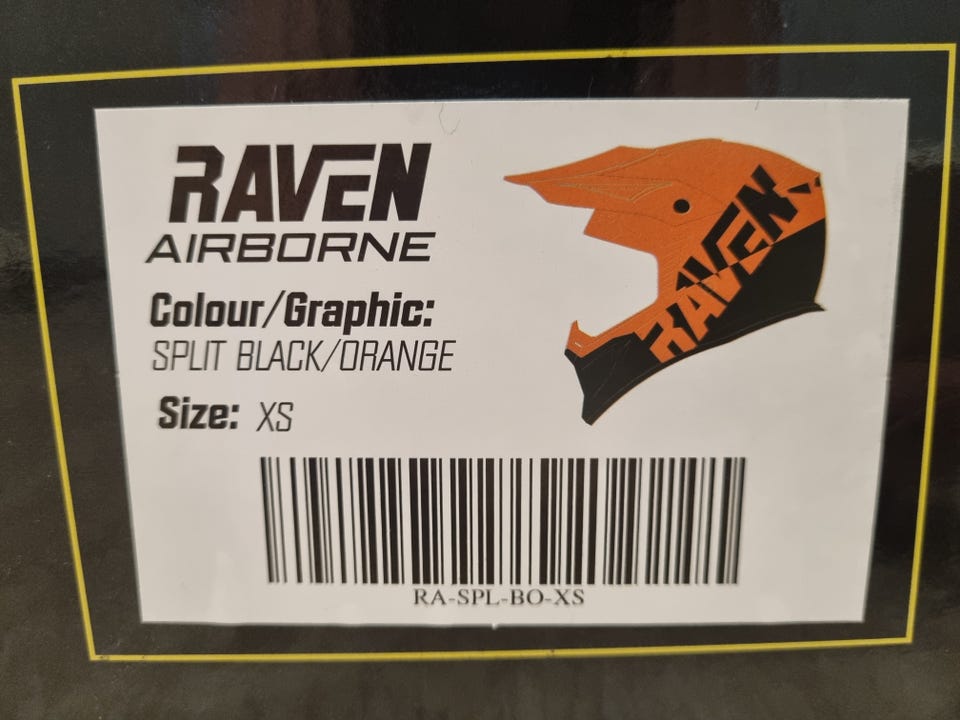 RAVEN
AIRBORNE
Colour/Graphic:
SPLIT BLACK/ORANGE
Size: XS
RAVEN
RA-SPL-BO-XS